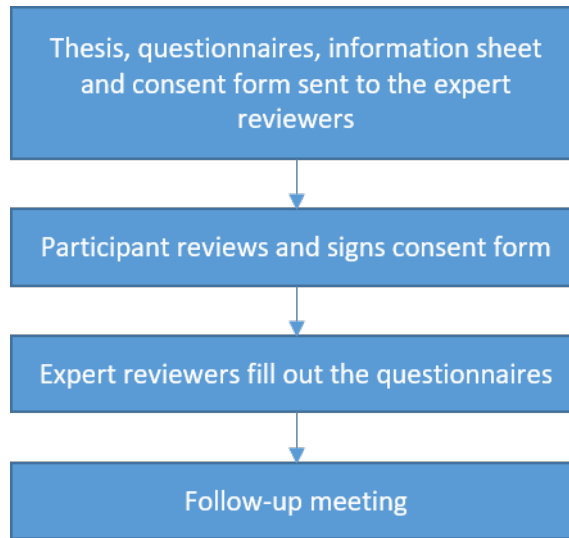 Thesis, questionnaires, information sheet
and consent form sent to the expert
reviewers
Participant reviews and signs consent form
Expert reviewers fill out the questionnaires
Follow-up meeting